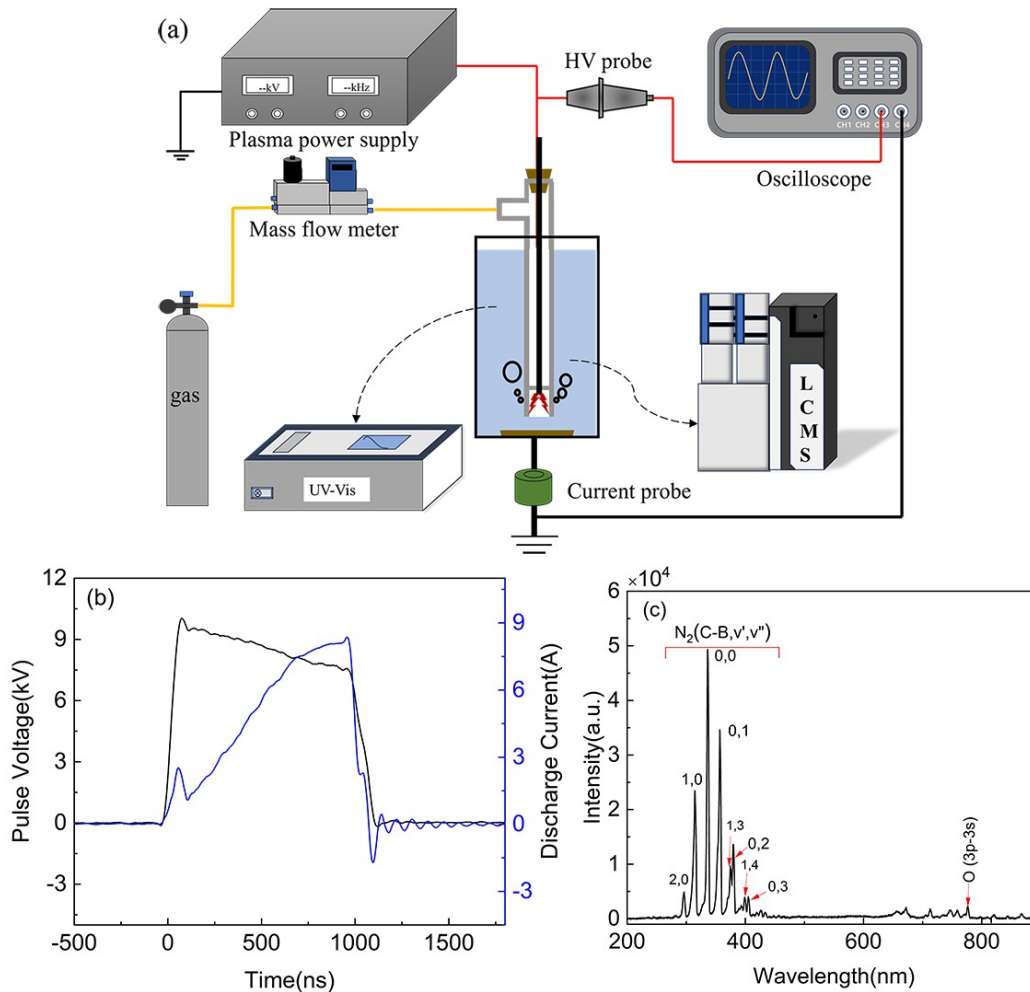 (a)
HV probe
--kV
--kHz
Plasma power supply
CH1 CH2 CH3 CH4
Oscilloscope
Mass flow meter
gas
LCMS
UV-Vis
Current probe
(b)
Pulse Voltage(kV)
12
9
6
3
0
-3
Discharge Current(A)
9
6
3
0
-3
-500 0 500 1000 1500
Time(ns)
(c)
×10⁴
Intensity(a.u.)
6
5
4
3
2
1
0
N₂(C-B,v',v'')
0,0
0,1
1,0
1,3
0,2
1,4
0,3
2,0
O (3p-3s)
200 400 600 800
Wavelength(nm)